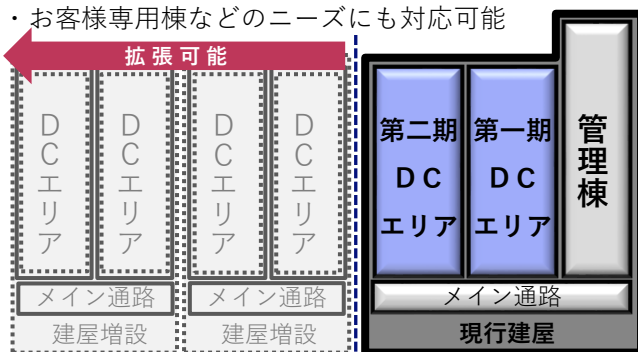 ・お客様専用棟などのニーズにも対応可能
拡張可能
DCエリア
DCエリア
DCエリア
DCエリア
第二期
DC
エリア
第一期
DC
エリア
管理棟
メイン通路
メイン通路
メイン通路
建屋増設
建屋増設
現行建屋